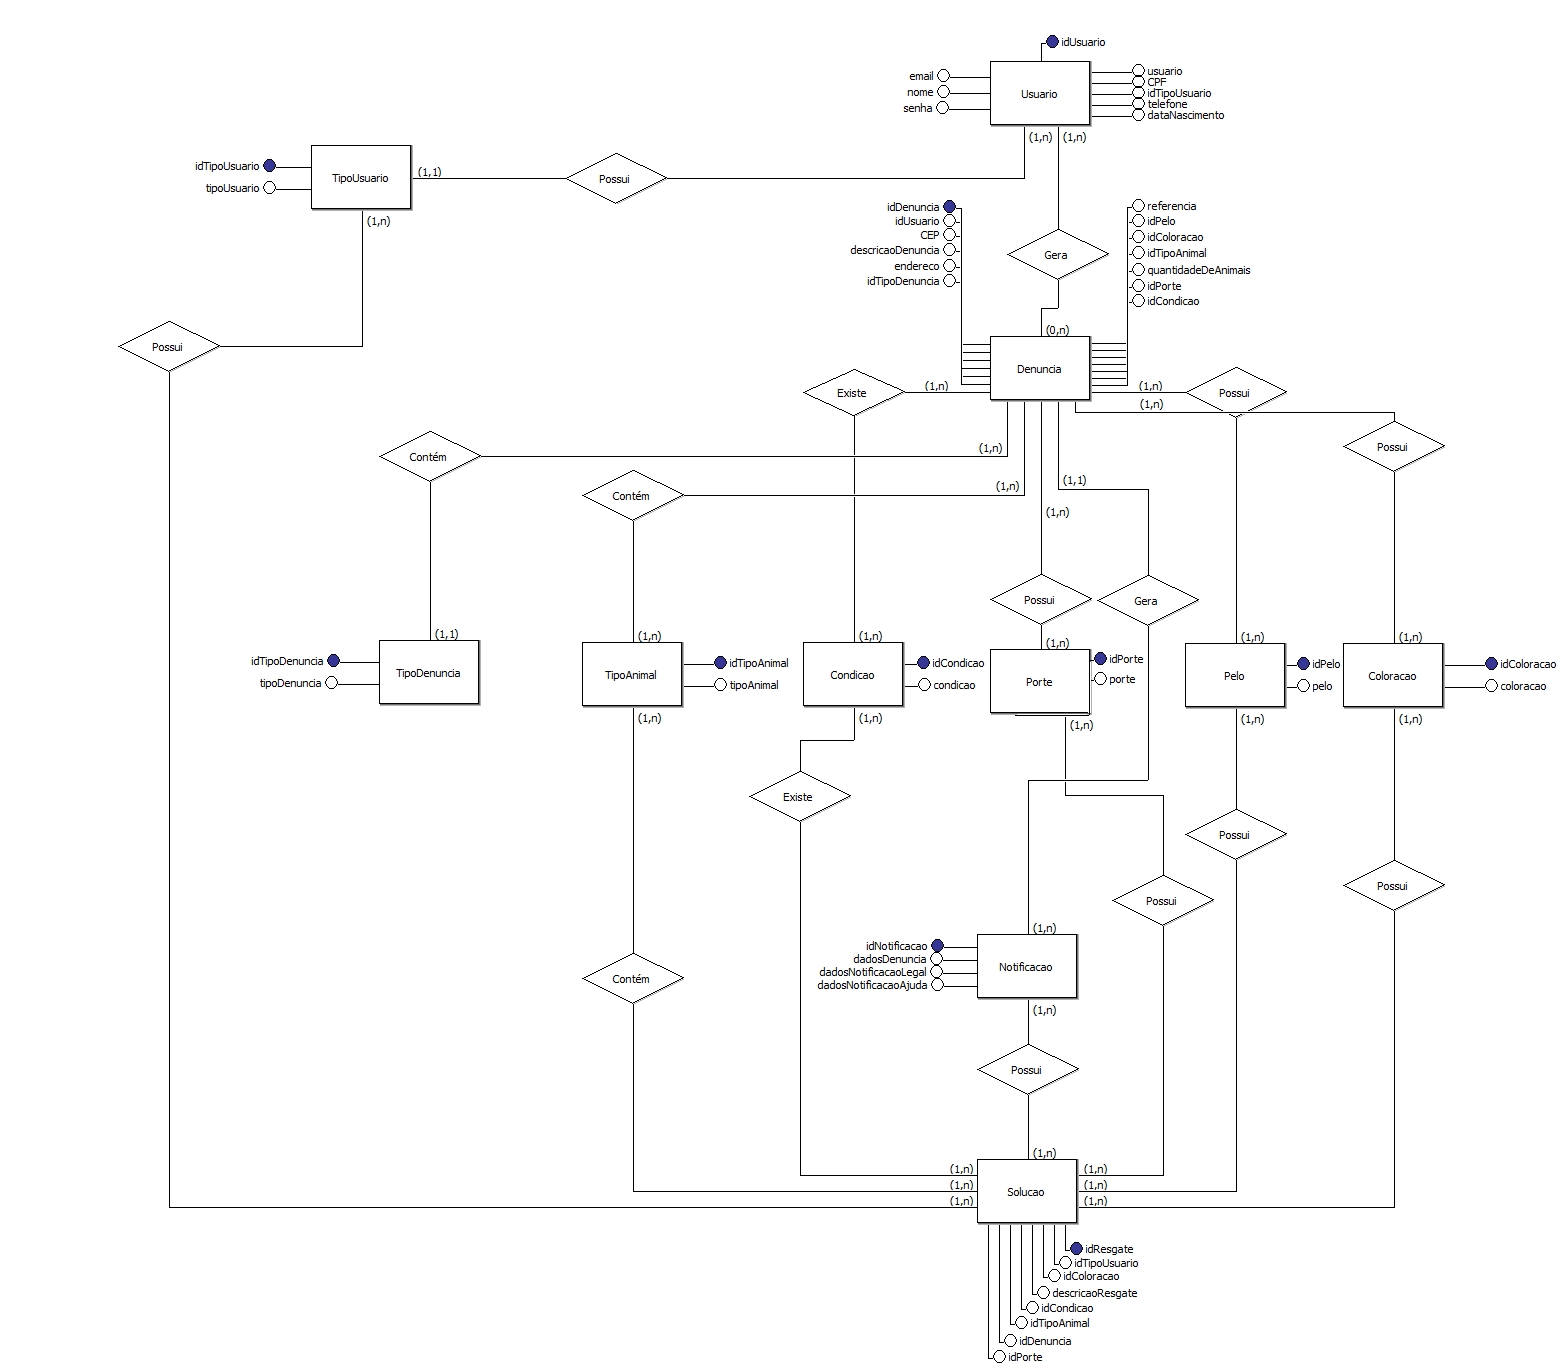 idUsuario
email
nome
senha
Usuario
usuario
CPF
idTipoUsuario
telefone
dataNascimento
(1,n)
(1,n)
idTipoUsuario
tipoUsuario
TipoUsuario
(1,1)
Possui
(1,n)
idDenuncia
idUsuario
CEP
descricaoDenuncia
endereco
idTipoDenuncia
Gera
referencia
idPelo
idColoracao
idTipoAnimal
quantidadeDeAnimais
idPorte
idCondicao
(0,n)
Possui
Denuncia
Existe
(1,n)
(1,n)
Possui
(1,n)
Possui
Contém
(1,n)
Contém
(1,n)
(1,1)
(1,n)
Possui
Gera
(1,1)
(1,n)
(1,n)
(1,n)
(1,n)
(1,n)
idTipoDenuncia
tipoDenuncia
TipoDenuncia
TipoAnimal
idTipoAnimal
tipoAnimal
Condicao
idCondicao
condicao
Porte
idPorte
porte
Pelo
idPelo
pelo
Coloracao
idColoracao
coloracao
(1,n)
(1,n)
(1,n)
(1,n)
(1,n)
Existe
Possui
Possui
Possui
(1,n)
idNotificacao
dadosDenuncia
dadosNotificacaoLegal
dadosNotificacaoAjuda
Notificacao
Contém
(1,n)
Possui
(1,n)
(1,n)
(1,n)
(1,n)
(1,n)
(1,n)
(1,n)
Solucao
idResgate
idTipoUsuario
idColoracao
descricaoResgate
idCondicao
idTipoAnimal
idDenuncia
idPorte